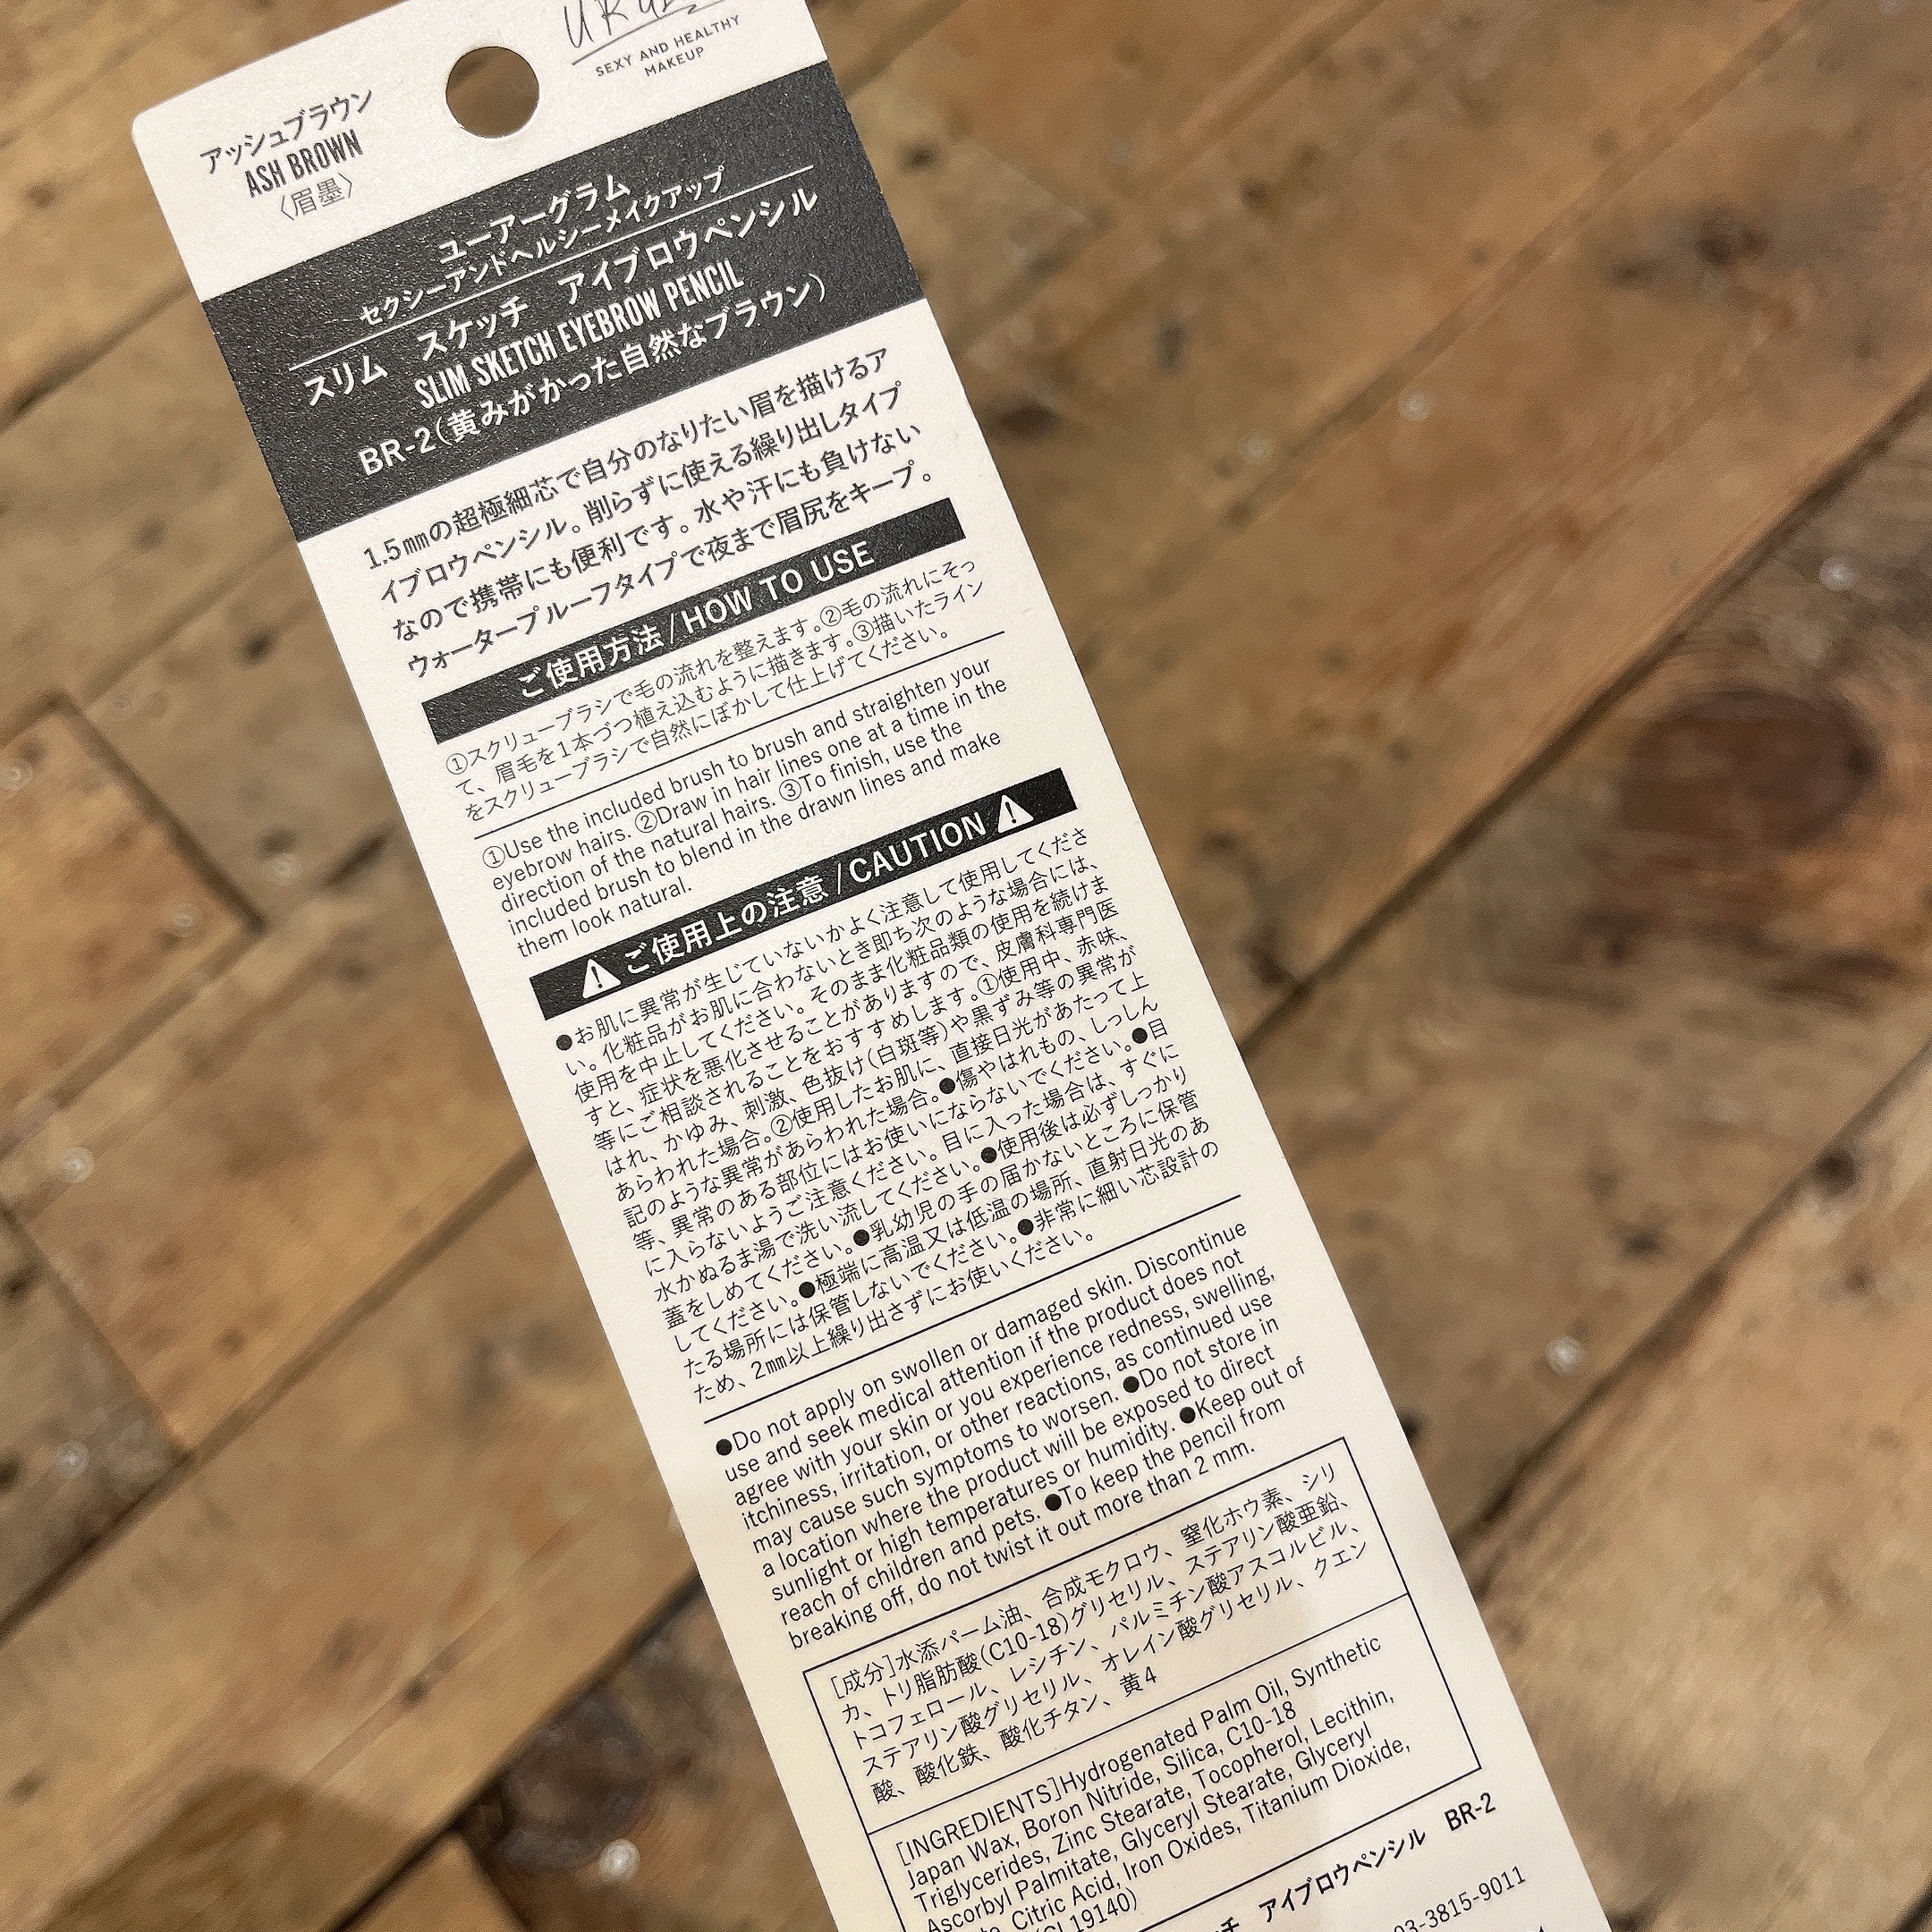 SEXY AND HEALTHY
MAKEUP
アッシュブラウン
ASH BROWN
〈眉墨〉
ユーアーグラム
セクシーアンドヘルシーメイクアップ
スリム スケッチ アイブロウペンシル
SLIM SKETCH EYEBROW PENCIL
BR-2(黄みがかった自然なブラウン)
1.5㎜の超極細芯で自分のなりたい眉を描けるア
イブロウペンシル。削らずに使える繰り出しタイプ
なので携帯にも便利です。水や汗にも負けない
ウォータープルーフタイプで夜まで眉尻をキープ。
ご使用方法/HOW TO USE
①スクリューブラシで毛の流れを整えます。②毛の流れにそっ
て、眉毛を1本づつ植え込むように描きます。③描いたライン
をスクリューブラシで自然にぼかして仕上げてください。
①Use the included brush to brush and straighten your
eyebrow hairs. ②Draw in hair lines one at a time in the
direction of the natural hairs. ③To finish, use the
included brush to blend in the drawn lines and make
them look natural.
⚠ご使用上の注意/CAUTION⚠
●お肌に異常が生じていないかよく注意して使用してくださ
い。化粧品がお肌に合わないとき即ち次のような場合には、
使用を中止してください。そのまま化粧品類の使用を続けま
すと、症状を悪化させることがありますので、皮膚科専門医
等にご相談されることをおすすめします。①使用中、赤味、
はれ、かゆみ、刺激、色抜け(白斑等)や黒ずみ等の異常が
あらわれた場合。②使用したお肌に、直接日光があたって上
記のような異常があらわれた場合。●傷やはれもの、しっしん
等、異常のある部位にはお使いにならないでください。●目
に入らないようご注意ください。目に入った場合は、すぐに
水かぬるま湯で洗い流してください。●使用後は必ずしっかり
蓋をしめてください。●乳幼児の手の届かないところに保管
してください。●極端に高温又は低温の場所、直射日光のあ
たる場所には保管しないでください。●非常に細い芯設計の
ため、2㎜以上繰り出さずにお使いください。
●Do not apply on swollen or damaged skin. Discontinue
use and seek medical attention if the product does not
agree with your skin or you experience redness, swelling,
itchiness, irritation, or other reactions, as continued use
may cause such symptoms to worsen. ●Do not store in
a location where the product will be exposed to direct
sunlight or high temperatures or humidity. ●Keep out of
reach of children and pets. ●To keep the pencil from
breaking off, do not twist it out more than 2 mm.
[成分]水添パーム油、合成モクロウ、窒化ホウ素、シリ
カ、トリ脂肪酸(C10-18)グリセリル、ステアリン酸亜鉛、
トコフェロール、レシチン、パルミチン酸アスコルビル、
ステアリン酸グリセリル、オレイン酸グリセリル、クエン
酸、酸化鉄、酸化チタン、黄4
[INGREDIENTS]Hydrogenated Palm Oil, Synthetic
Japan Wax, Boron Nitride, Silica, C10-18
Triglycerides, Zinc Stearate, Tocopherol, Lecithin,
Ascorbyl Palmitate, Glyceryl Stearate, Glyceryl
Citric Acid, Iron Oxides, Titanium Dioxide,
19140)
アイブロウペンシル BR-2
03-3815-9011